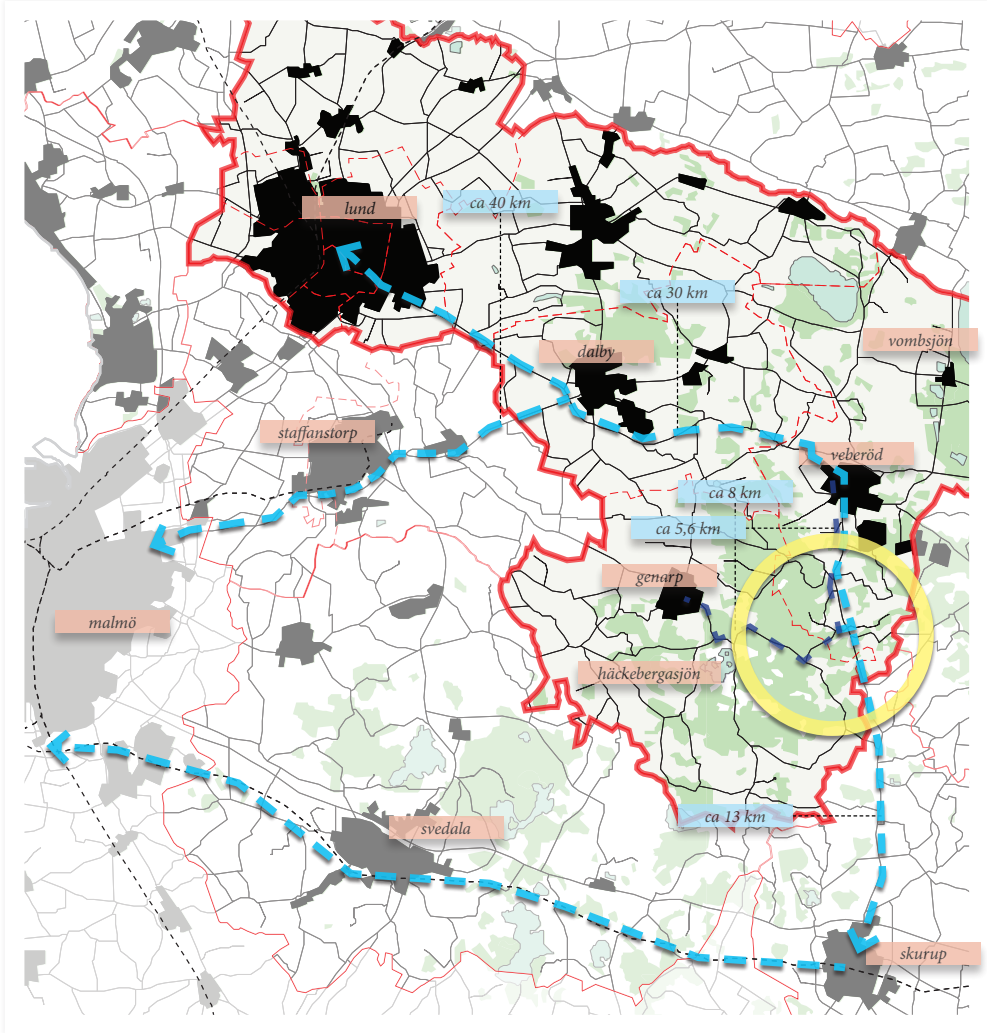 lund
ca 40 km
ca 30 km
vombsjön
dalby
staffanstorp
veberöd
ca 8 km
ca 5,6 km
genarp
malmö
häckebergasjön
ca 13 km
svedala
skurup